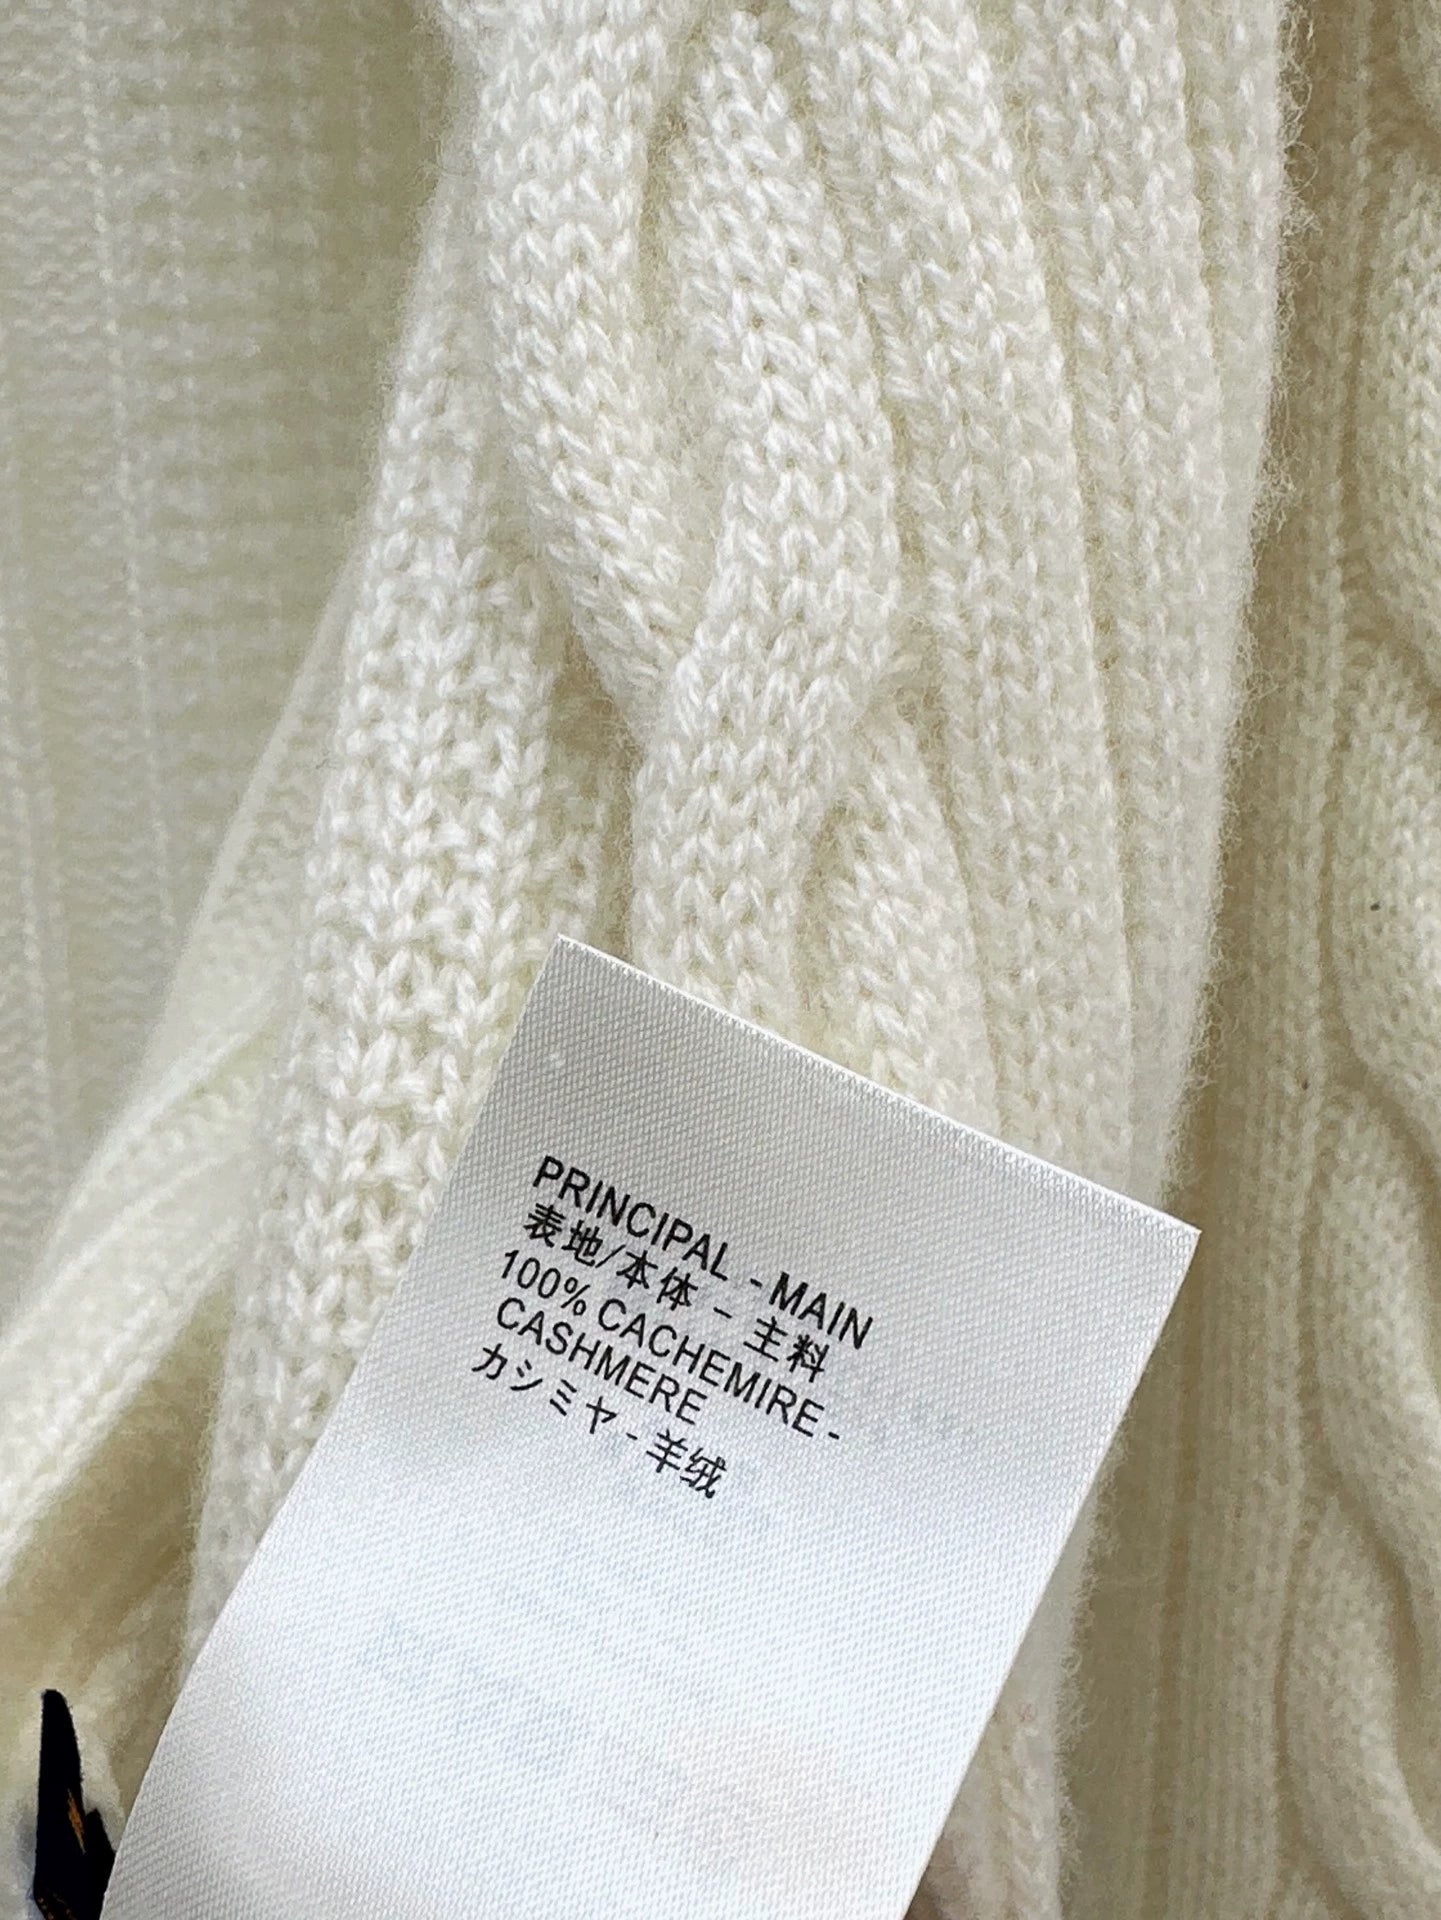 PRINCIPAL - MAIN
表地/本体 - 主料
100% CACHEMIRE -
CASHMERE
カシミヤ - 羊绒